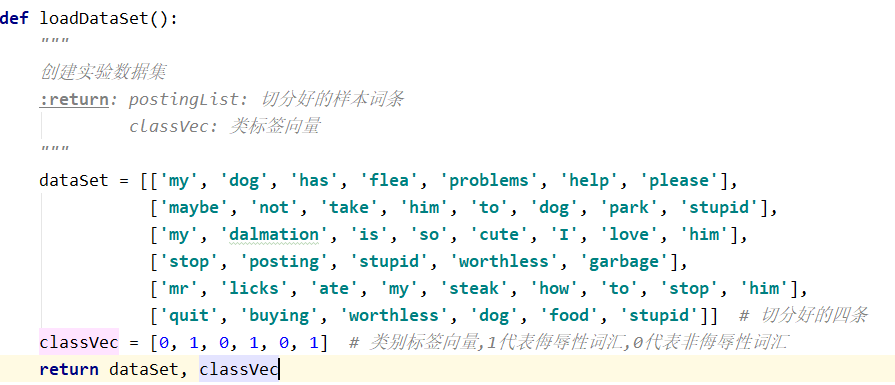 def loadDataSet():
    """
    创建实验数据集
    :return: postingList: 切分好的样本词条
             classVec: 类标签向量
    """
    dataSet = [['my', 'dog', 'has', 'flea', 'problems', 'help', 'please'],
               ['maybe', 'not', 'take', 'him', 'to', 'dog', 'park', 'stupid'],
               ['my', 'dalmation', 'is', 'so', 'cute', 'I', 'love', 'him'],
               ['stop', 'posting', 'stupid', 'worthless', 'garbage'],
               ['mr', 'licks', 'ate', 'my', 'steak', 'how', 'to', 'stop', 'him'],
               ['quit', 'buying', 'worthless', 'dog', 'food', 'stupid']]  # 切分好的四条
    classVec = [0, 1, 0, 1, 0, 1]  # 类别标签向量,1代表侮辱性词汇,0代表非侮辱性词汇
    return dataSet, classVec